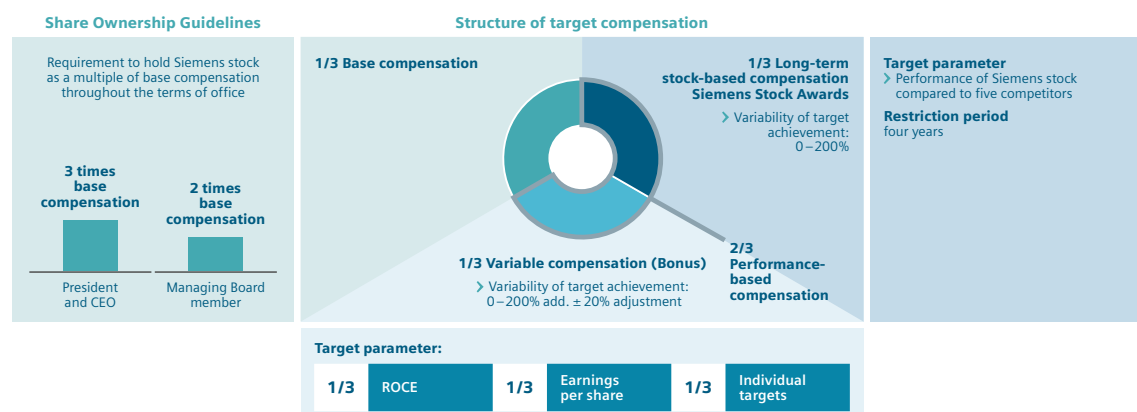 Share Ownership Guidelines
Requirement to hold Siemens stock
as a multiple of base compensation
throughout the terms of office
3 times
base
compensation
2 times
base
compensation
President
and CEO
Managing Board
member
Structure of target compensation
1/3 Base compensation
1/3 Long-term
stock-based compensation
Siemens Stock Awards
Variability of target
achievement:
0–200%
2/3
Performance-
based
compensation
1/3 Variable compensation (Bonus)
Variability of target achievement:
0–200% add. ±20% adjustment
Target parameter
Performance of Siemens stock
compared to five competitors
Restriction period
four years
Target parameter:
1/3 ROCE
1/3 Earnings
per share
1/3 Individual
targets